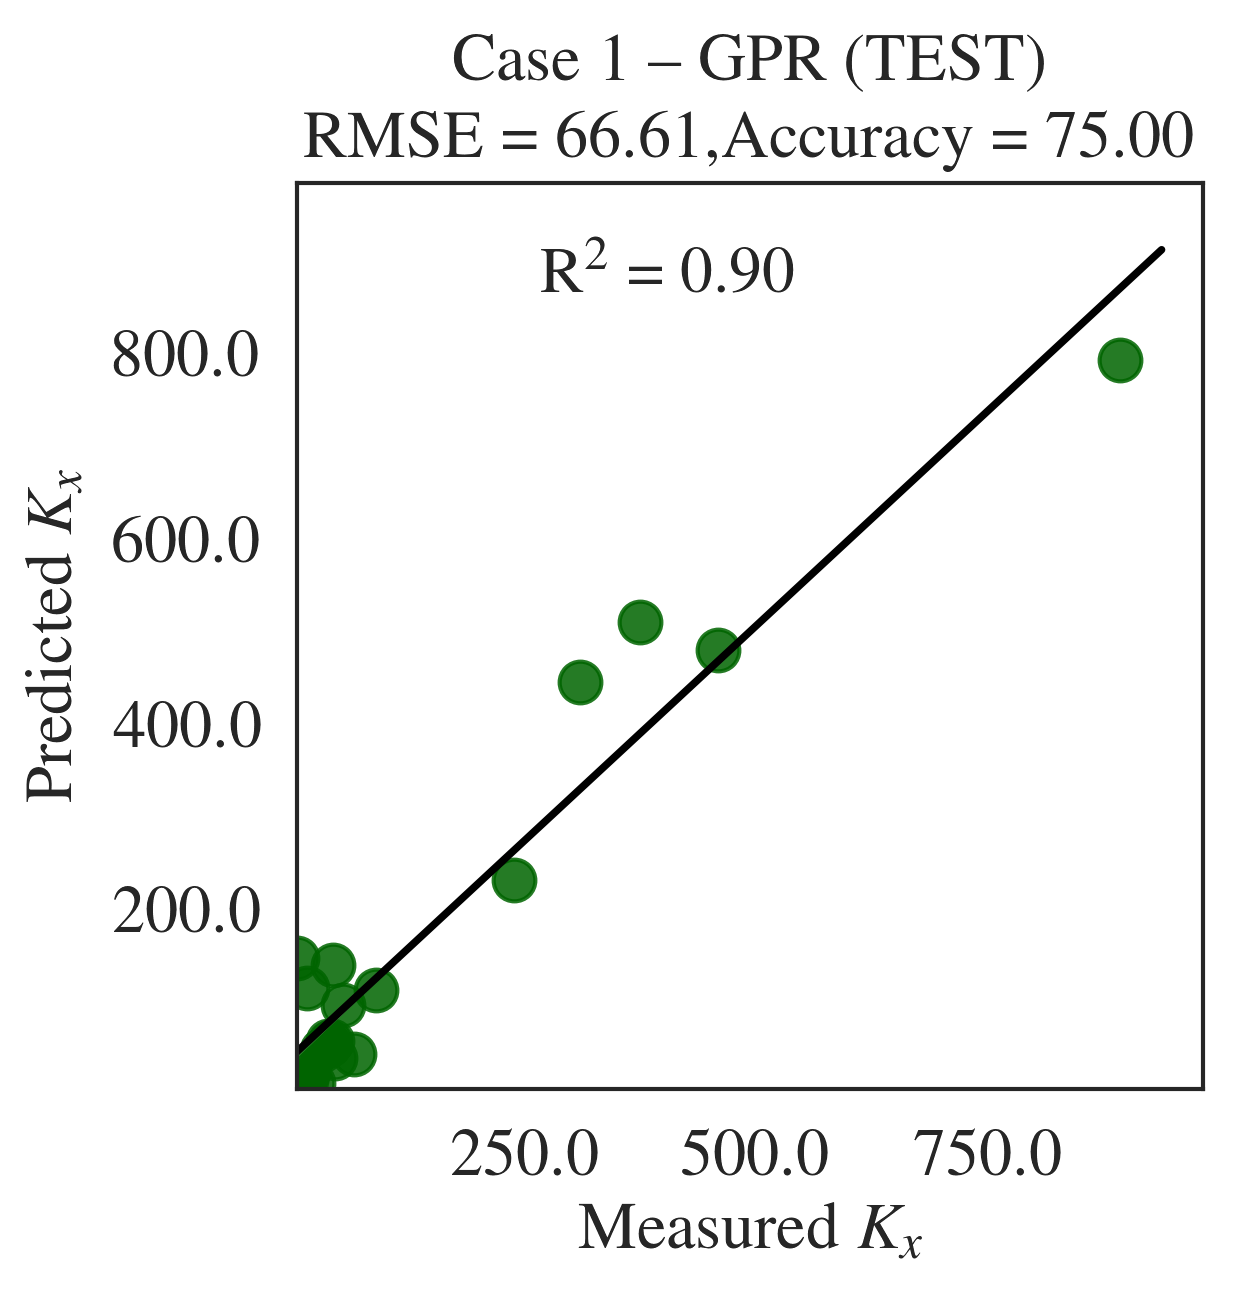 Case 1 – GPR (TEST)
RMSE = 66.61,Accuracy = 75.00
R² = 0.90
800.0
600.0
400.0
200.0
Predicted Kₓ
250.0 500.0 750.0
Measured Kₓ